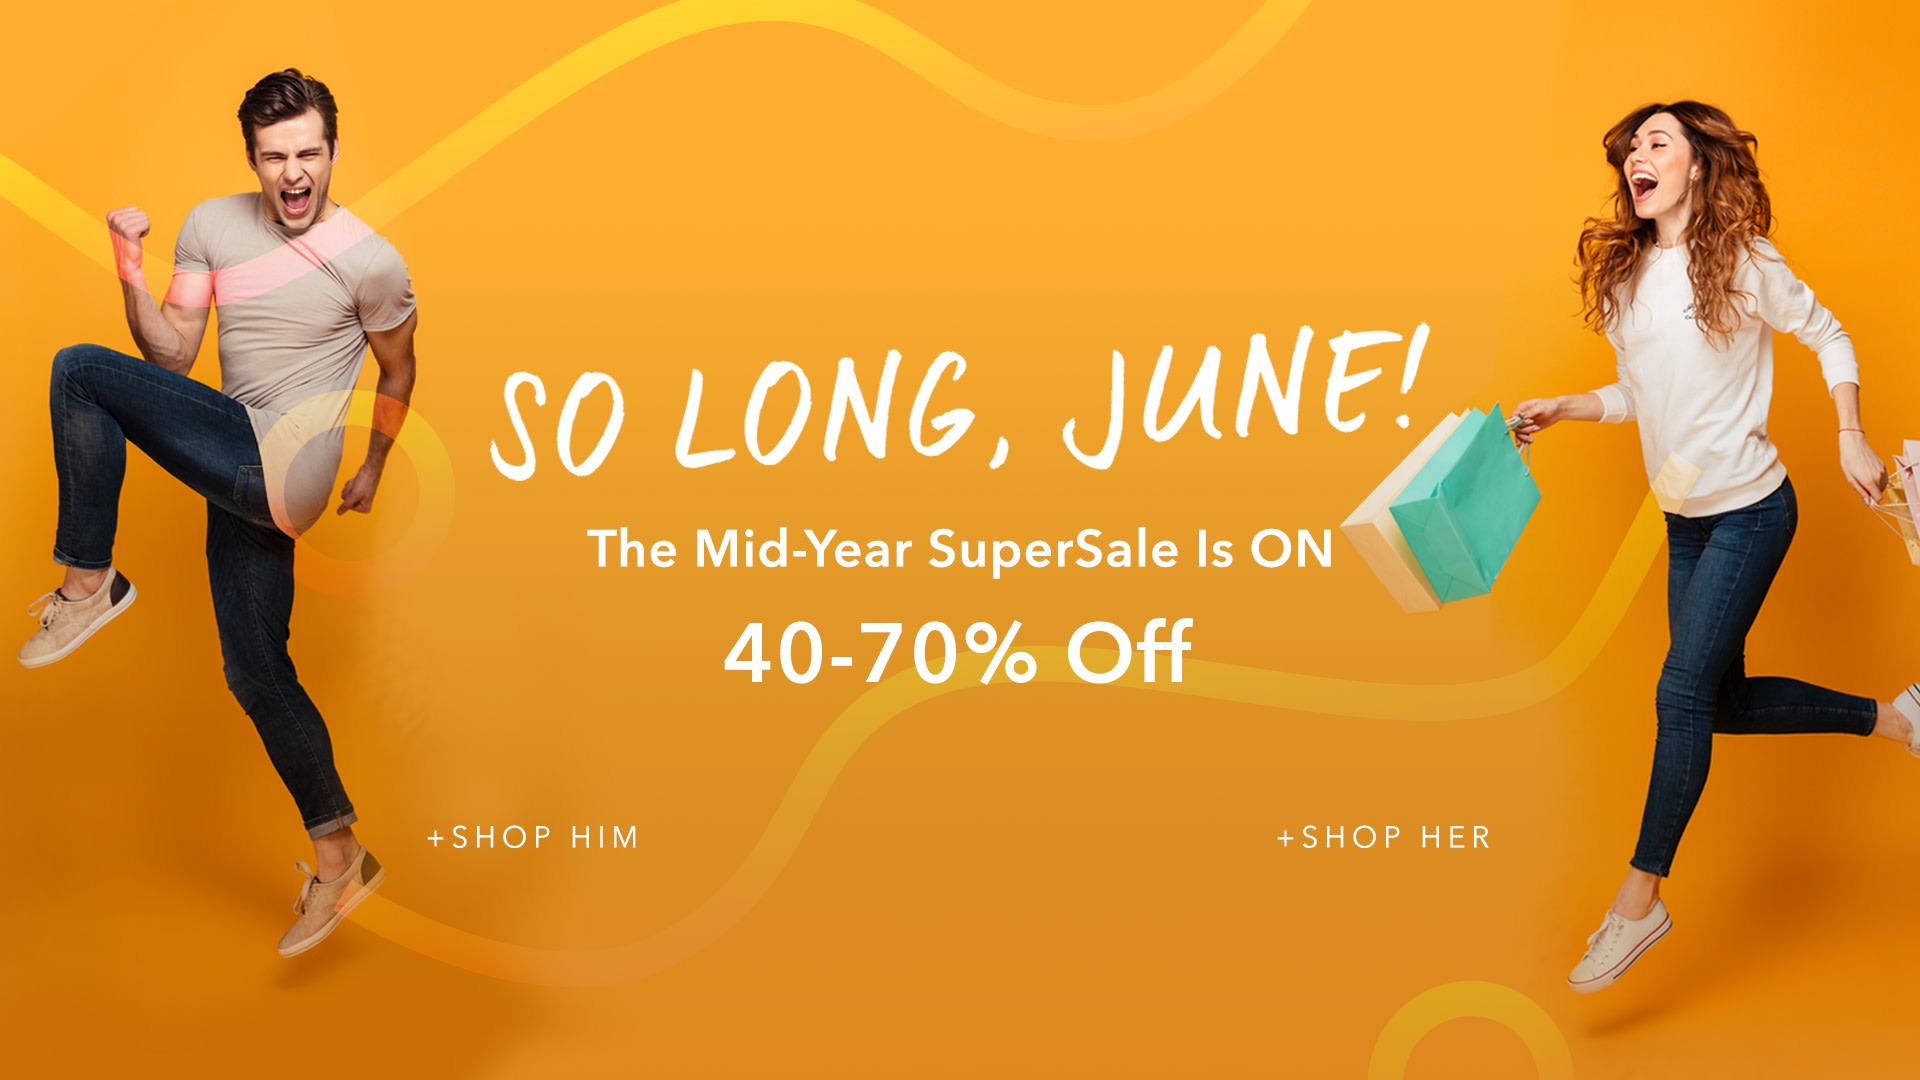 SO LONG, JUNE!
The Mid-Year SuperSale Is ON
40-70% Off
+SHOP HIM
+SHOP HER